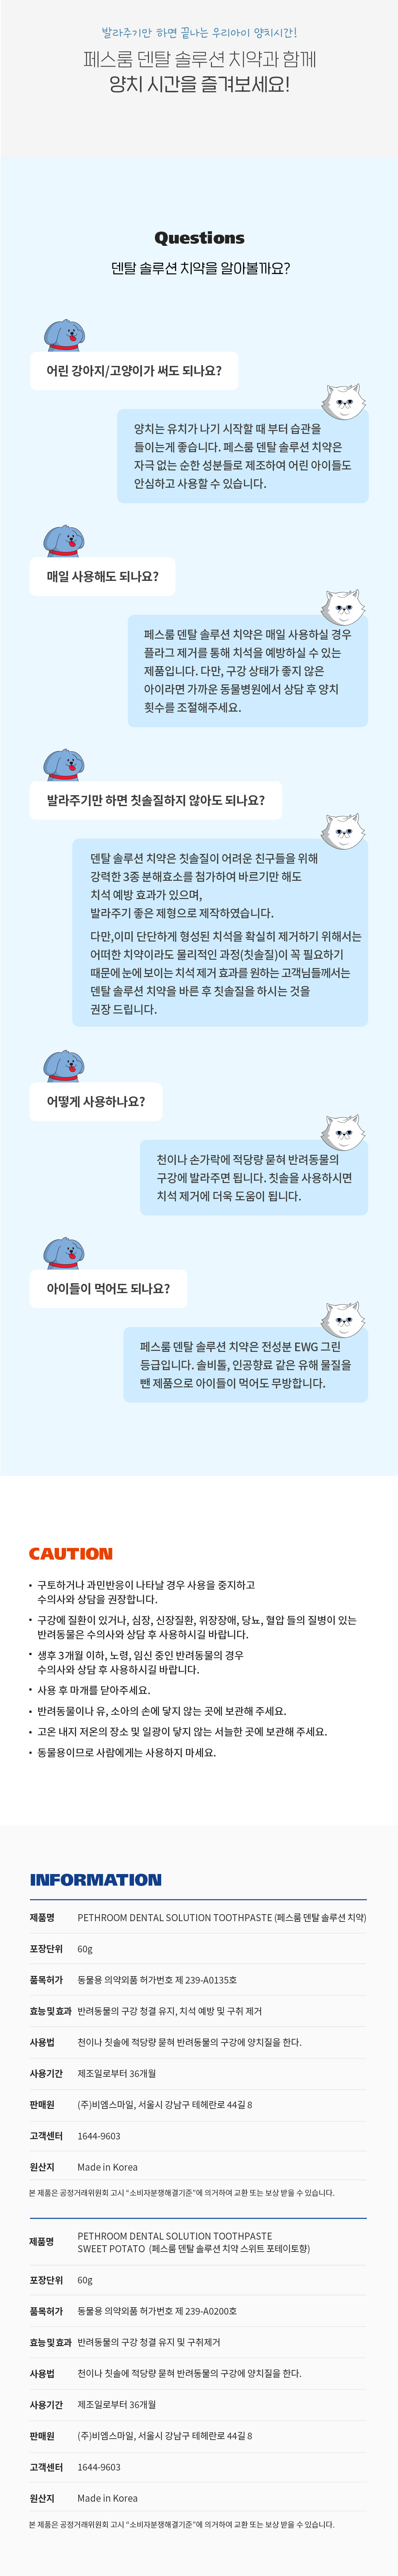 발라주기만 하면 끝나는 우리아이 양치시간!
페스룸 덴탈 솔루션 치약과 함께
양치 시간을 즐겨보세요!
Questions
덴탈 솔루션 치약을 알아볼까요?
어린 강아지/고양이가 써도 되나요?
양치는 유치가 나기 시작할 때 부터 습관을
들이는게 좋습니다. 페스룸 덴탈 솔루션 치약은
자극 없는 순한 성분들로 제조하여 어린 아이들도
안심하고 사용할 수 있습니다.
매일 사용해도 되나요?
페스룸 덴탈 솔루션 치약은 매일 사용하실 경우
플라그 제거를 통해 치석을 예방하실 수 있는
제품입니다. 다만, 구강 상태가 좋지 않은
아이라면 가까운 동물병원에서 상담 후 양치
횟수를 조절해주세요.
발라주기만 하면 칫솔질하지 않아도 되나요?
덴탈 솔루션 치약은 칫솔질이 어려운 친구들을 위해
강력한 3종 분해효소를 첨가하여 바르기만 해도
치석 예방 효과가 있으며,
발라주기 좋은 제형으로 제작하였습니다.
다만,이미 단단하게 형성된 치석을 확실히 제거하기 위해서는
어떠한 치약이라도 물리적인 과정(칫솔질)이 꼭 필요하기
때문에 눈에 보이는 치석 제거 효과를 원하는 고객님들께서는
덴탈 솔루션 치약을 바른 후 칫솔질을 하시는 것을
권장 드립니다.
어떻게 사용하나요?
천이나 손가락에 적당량 묻혀 반려동물의
구강에 발라주면 됩니다. 칫솔을 사용하시면
치석 제거에 더욱 도움이 됩니다.
아이들이 먹어도 되나요?
페스룸 덴탈 솔루션 치약은 전성분 EWG 그린
등급입니다. 솔비톨, 인공향료 같은 유해 물질을
뺀 제품으로 아이들이 먹어도 무방합니다.
CAUTION
• 구토하거나 과민반응이 나타날 경우 사용을 중지하고
수의사와 상담을 권장합니다.
• 구강에 질환이 있거나, 심장, 신장질환, 위장장애, 당뇨, 혈압 들의 질병이 있는
반려동물은 수의사와 상담 후 사용하시길 바랍니다.
• 생후 3개월 이하, 노령, 임신 중인 반려동물의 경우
수의사와 상담 후 사용하시길 바랍니다.
• 사용 후 마개를 닫아주세요.
• 반려동물이나 유, 소아의 손에 닿지 않는 곳에 보관해 주세요.
• 고온 내지 저온의 장소 및 일광이 닿지 않는 서늘한 곳에 보관해 주세요.
• 동물용이므로 사람에게는 사용하지 마세요.
INFORMATION
제품명 PETHROOM DENTAL SOLUTION TOOTHPASTE (페스룸 덴탈 솔루션 치약)
포장단위 60g
품목허가 동물용 의약외품 허가번호 제 239-A0135호
효능 및 효과 반려동물의 구강 청결 유지, 치석 예방 및 구취 제거
사용법 천이나 칫솔에 적당량 묻혀 반려동물의 구강에 양치질을 한다.
사용기간 제조일로부터 36개월
판매원 (주)비엠스마일, 서울시 강남구 테헤란로 44길 8
고객센터 1644-9603
원산지 Made in Korea
본 제품은 공정거래위원회 고시 "소비자분쟁해결기준"에 의거하여 교환 또는 보상 받을 수 있습니다.
제품명 PETHROOM DENTAL SOLUTION TOOTHPASTE
SWEET POTATO (페스룸 덴탈 솔루션 치약 스위트 포테이토향)
포장단위 60g
품목허가 동물용 의약외품 허가번호 제 239-A0200호
효능 및 효과 반려동물의 구강 청결 유지 및 구취제거
사용법 천이나 칫솔에 적당량 묻혀 반려동물의 구강에 양치질을 한다.
사용기간 제조일로부터 36개월
판매원 (주)비엠스마일, 서울시 강남구 테헤란로 44길 8
고객센터 1644-9603
원산지 Made in Korea
본 제품은 공정거래위원회 고시 "소비자분쟁해결기준"에 의거하여 교환 또는 보상 받을 수 있습니다.